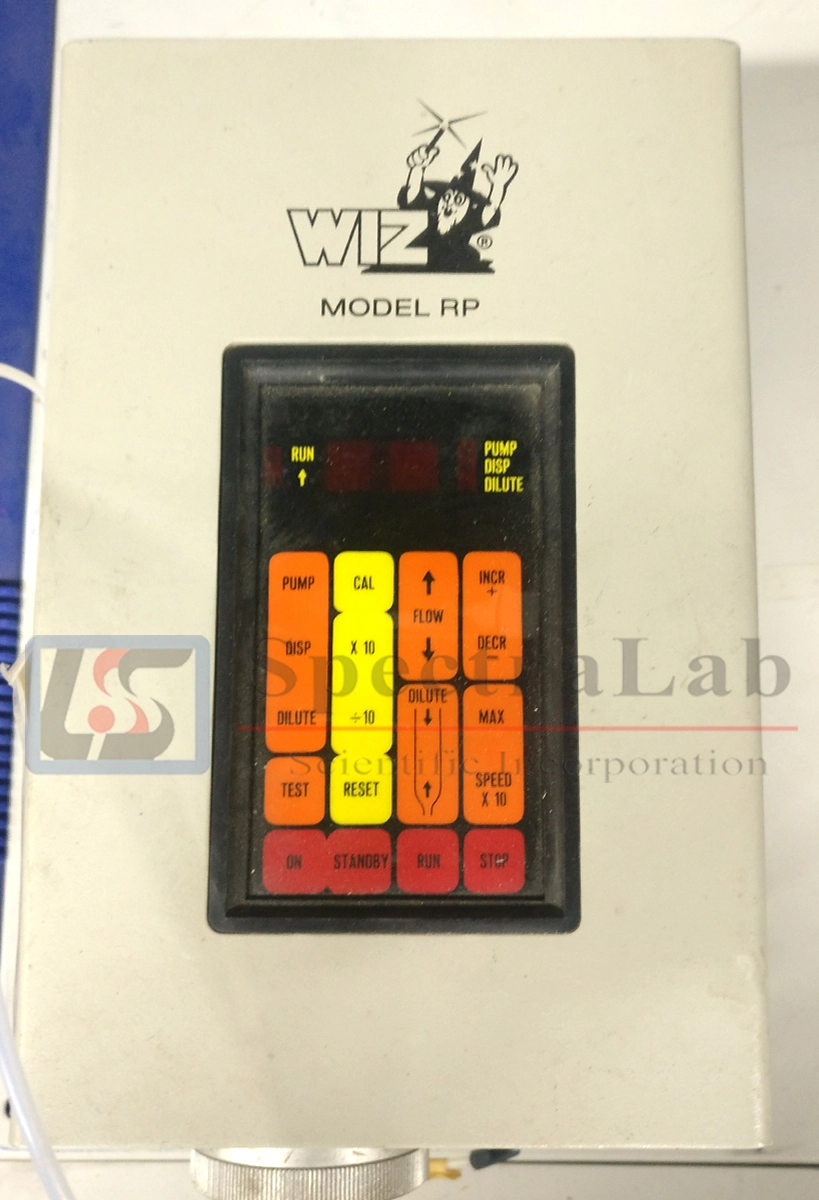 WIZ ®
MODEL RP
RUN
PUMP
DISP
DILUTE
PUMP
CAL
FLOW
INCR
+
DISP
X 10
DECR
DILUTE
÷10
DILUTE
MAX
TEST
RESET
SPEED
X 10
ON
STANDBY
RUN
STOP
LSS
SpectraLab
Scientific Incorporation